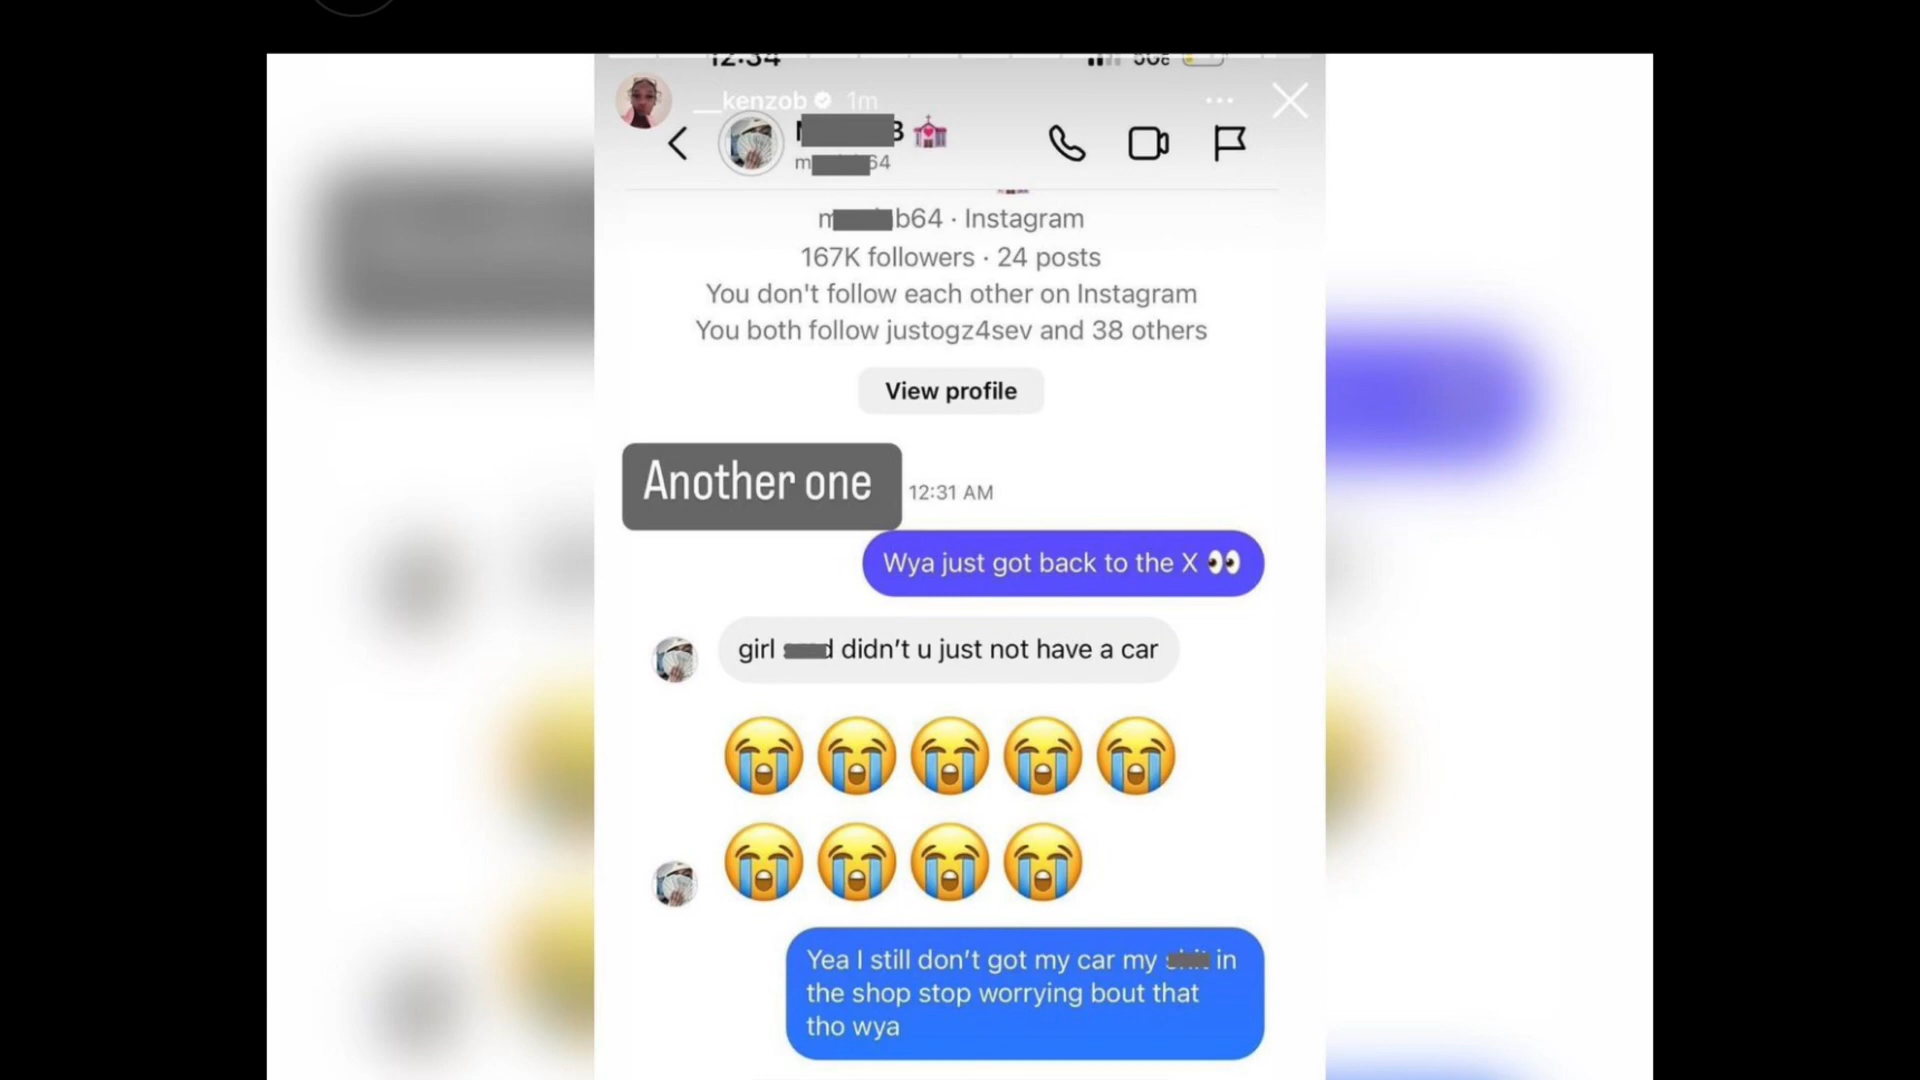 12:34
__kenzob 1m
B
m 64
m b64 · Instagram
167K followers · 24 posts
You don't follow each other on Instagram
You both follow justogz4sev and 38 others
View profile
Another one
12:31 AM
Wya just got back to the X 👀
girl didn't u just not have a car
😭😭😭😭😭
😭😭😭😭
Yea I still don't got my car my in
the shop stop worrying bout that
tho wya